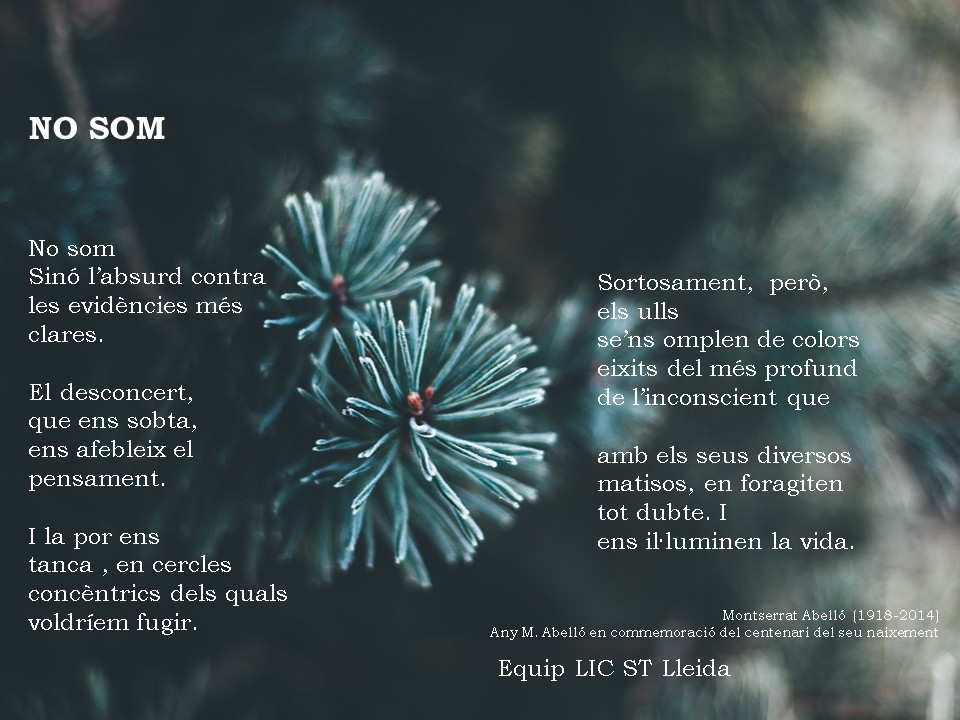 NO SOM
No som
Sinó l’absurd contra
les evidències més
clares.
El desconcert,
que ens sobta,
ens afebleix el
pensament.
I la por ens
tanca , en cercles
concèntrics dels quals
voldríem fugir.
Sortosament,  però,
els ulls
se’ns omplen de colors
eixits del més profund
de l’inconscient que
amb els seus diversos
matisos, en foragiten
tot dubte. I
ens il·luminen la vida.
Montserrat Abelló (1918-2014)
Any M. Abelló en commemoració del centenari del seu naixement
Equip LIC ST Lleida